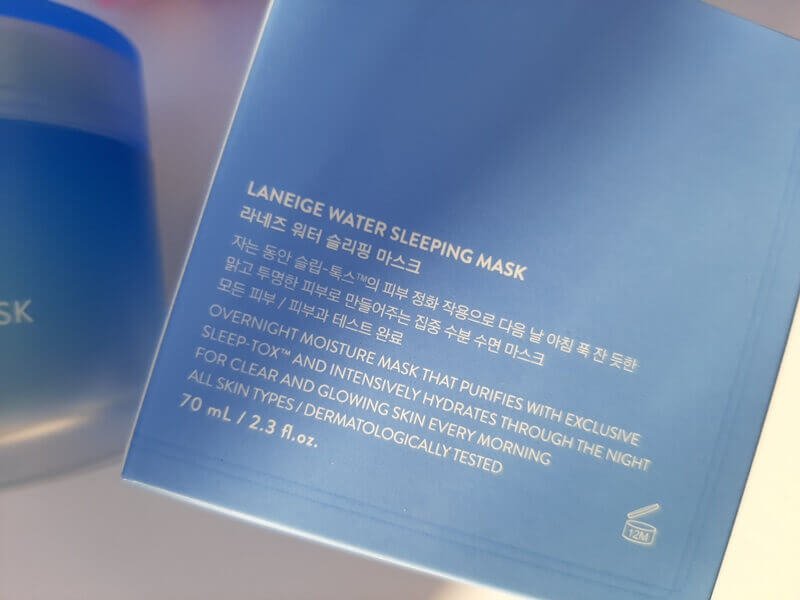 SK
LANEIGE WATER SLEEPING MASK
라네즈 워터 슬리핑 마스크
자는 동안 슬립-톡스™의 피부 정화 작용으로 다음 날 아침 푹 잔 듯한
맑고 투명한 피부로 만들어주는 집중 수분 수면 마스크
모든 피부 / 피부과 테스트 완료
OVERNIGHT MOISTURE MASK THAT PURIFIES WITH EXCLUSIVE
SLEEP-TOX™ AND INTENSIVELY HYDRATES THROUGH THE NIGHT
FOR CLEAR AND GLOWING SKIN EVERY MORNING
ALL SKIN TYPES / DERMATOLOGICALLY TESTED
70 mL / 2.3 fl.oz.
12M